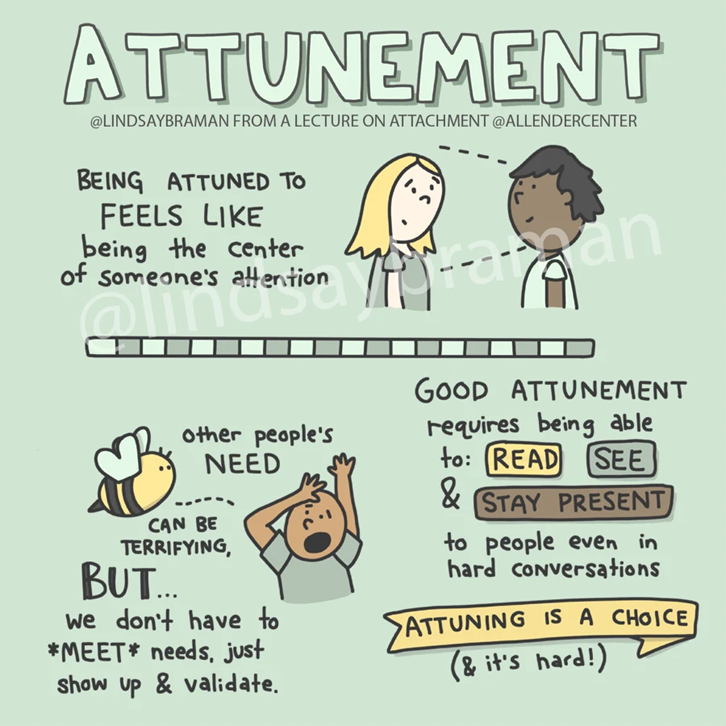 ATTUNEMENT
@LINDSAYBRAMAN FROM A LECTURE ON ATTACHMENT @ALLENDERCENTER
BEING ATTUNED TO
FEELS LIKE
being the center
of someone's attention
@lindsaybraman
other people's
NEED
CAN BE
TERRIFYING,
BUT...
we don't have to
*MEET* needs, just
show up & validate.
GOOD ATTUNEMENT
requires being able
to: READ SEE
& STAY PRESENT
to people even in
hard conversations
ATTUNING IS A CHOICE
(& it's hard!)